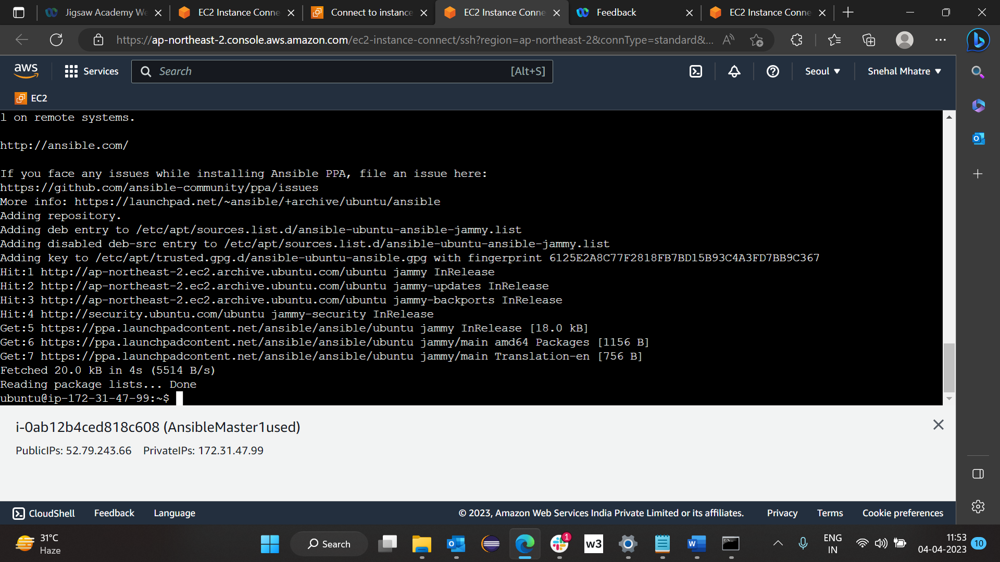 Jigsaw Academy We
EC2 Instance Conne
Connect to instance
EC2 Instance Conne
Feedback
EC2 Instance Conne
https://ap-northeast-2.console.aws.amazon.com/ec2-instance-connect/ssh?region=ap-northeast-2&connType=standard&...
aws
Services
Search
[Alt+S]
Seoul
Snehal Mhatre
EC2
l on remote systems.
http://ansible.com/
If you face any issues while installing Ansible PPA, file an issue here:
https://github.com/ansible-community/ppa/issues
More info: https://launchpad.net/~ansible/+archive/ubuntu/ansible
Adding repository.
Adding deb entry to /etc/apt/sources.list.d/ansible-ubuntu-ansible-jammy.list
Adding disabled deb-src entry to /etc/apt/sources.list.d/ansible-ubuntu-ansible-jammy.list
Adding key to /etc/apt/trusted.gpg.d/ansible-ubuntu-ansible.gpg with fingerprint 6125E2A8C77F2818FB7BD15B93C4A3FD7BB9C367
Hit:1 http://ap-northeast-2.ec2.archive.ubuntu.com/ubuntu jammy InRelease
Hit:2 http://ap-northeast-2.ec2.archive.ubuntu.com/ubuntu jammy-updates InRelease
Hit:3 http://ap-northeast-2.ec2.archive.ubuntu.com/ubuntu jammy-backports InRelease
Hit:4 http://security.ubuntu.com/ubuntu jammy-security InRelease
Get:5 https://ppa.launchpadcontent.net/ansible/ansible/ubuntu jammy InRelease [18.0 kB]
Get:6 https://ppa.launchpadcontent.net/ansible/ansible/ubuntu jammy/main amd64 Packages [1156 B]
Get:7 https://ppa.launchpadcontent.net/ansible/ansible/ubuntu jammy/main Translation-en [756 B]
Fetched 20.0 kB in 4s (5514 B/s)
Reading package lists... Done
ubuntu@ip-172-31-47-99:~$
i-0ab12b4ced818c608 (AnsibleMaster1used)
PublicIPs: 52.79.243.66 PrivateIPs: 172.31.47.99
CloudShell
Feedback
Language
© 2023, Amazon Web Services India Private Limited or its affiliates.
Privacy
Terms
Cookie preferences
31°C
Haze
Search
1
w3
ENG
IN
11:53
04-04-2023
10